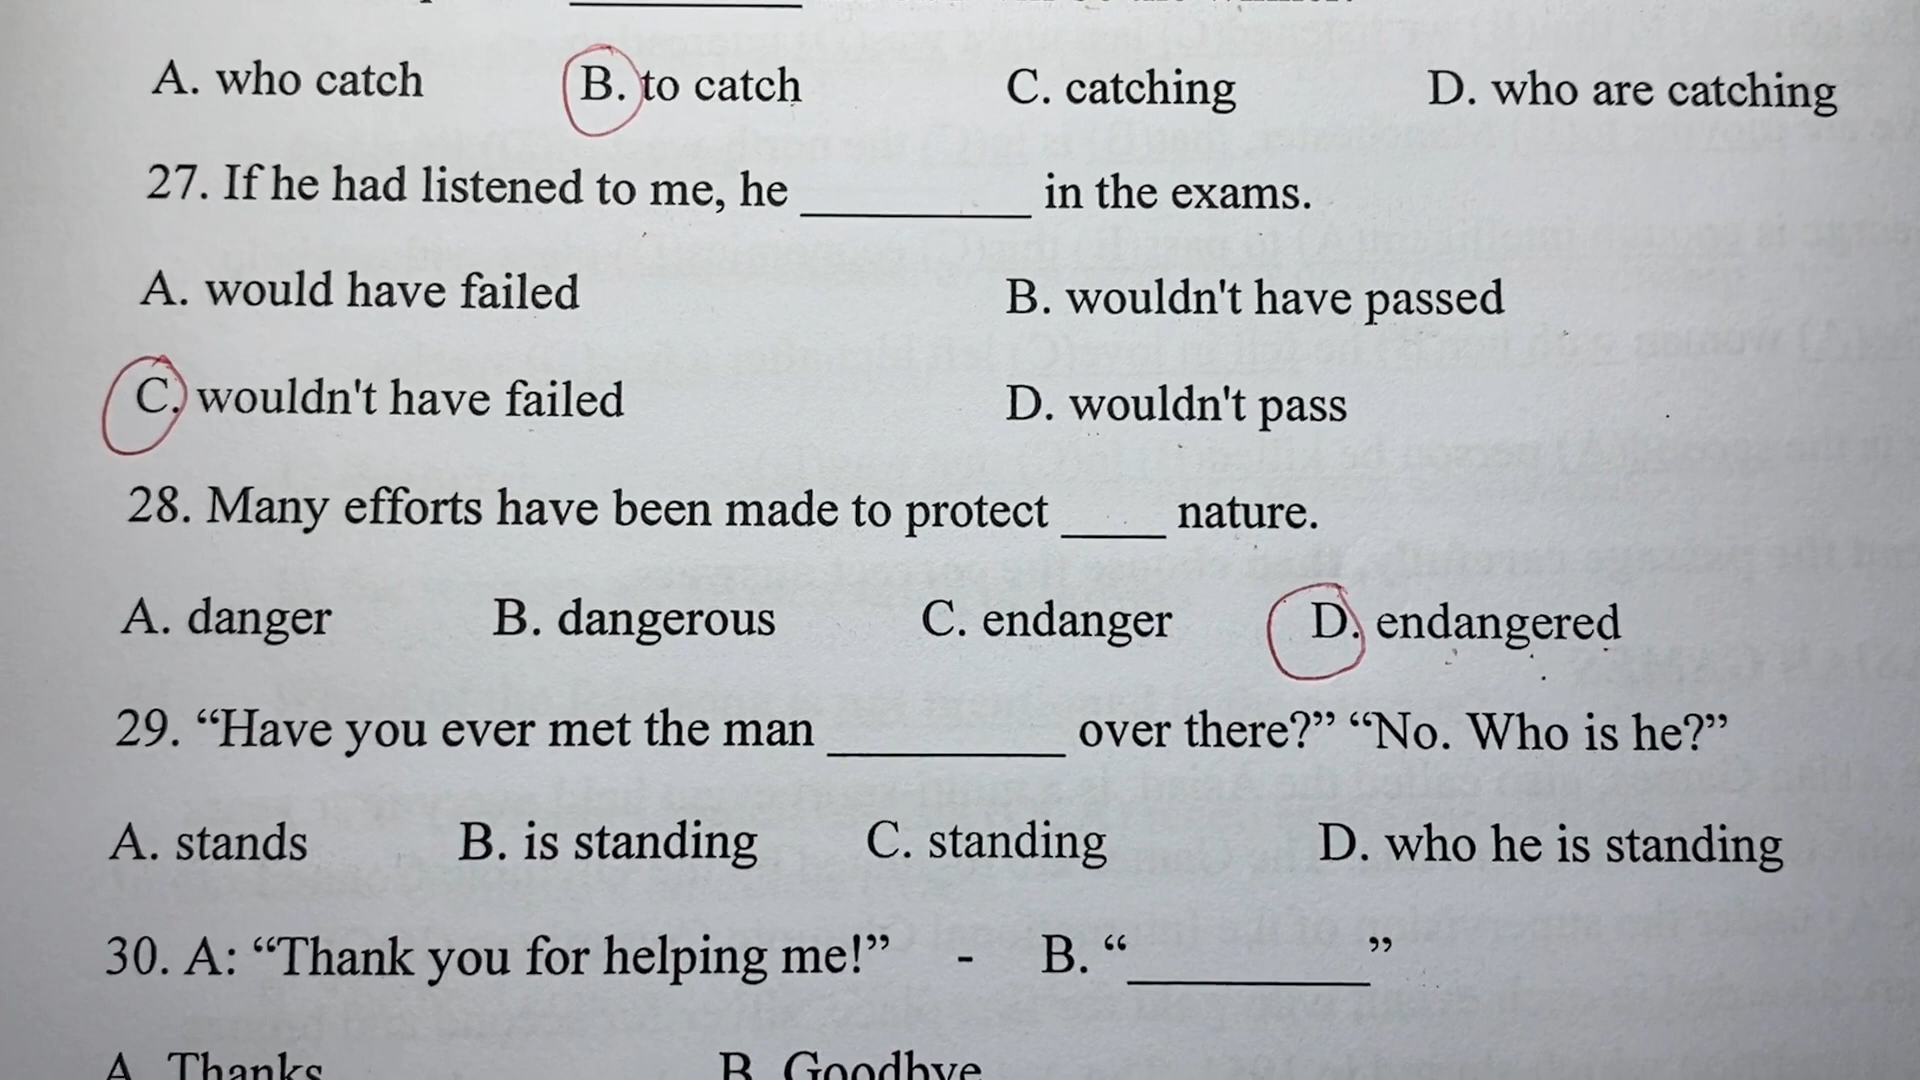 A. who catch B. to catch C. catching D. who are catching
27. If he had listened to me, he __________ in the exams.
A. would have failed B. wouldn't have passed
C. wouldn't have failed D. wouldn't pass
28. Many efforts have been made to protect ____ nature.
A. danger B. dangerous C. endanger D. endangered
29. “Have you ever met the man __________ over there?” “No. Who is he?”
A. stands B. is standing C. standing D. who he is standing
30. A: “Thank you for helping me!” - B. “__________”
A. Thanks B. Goodbye